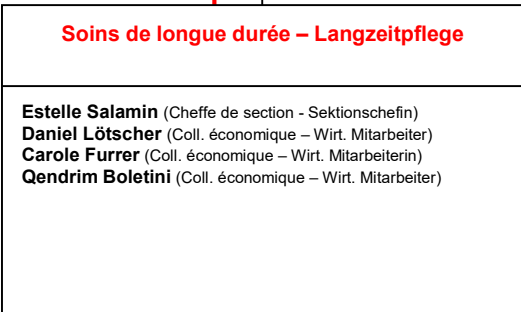 Soins de longue durée – Langzeitpflege
Estelle Salamin (Cheffe de section - Sektionschefin)
Daniel Lötscher (Coll. économique – Wirt. Mitarbeiter)
Carole Furrer (Coll. économique – Wirt. Mitarbeiterin)
Qendrim Boletini (Coll. économique – Wirt. Mitarbeiter)